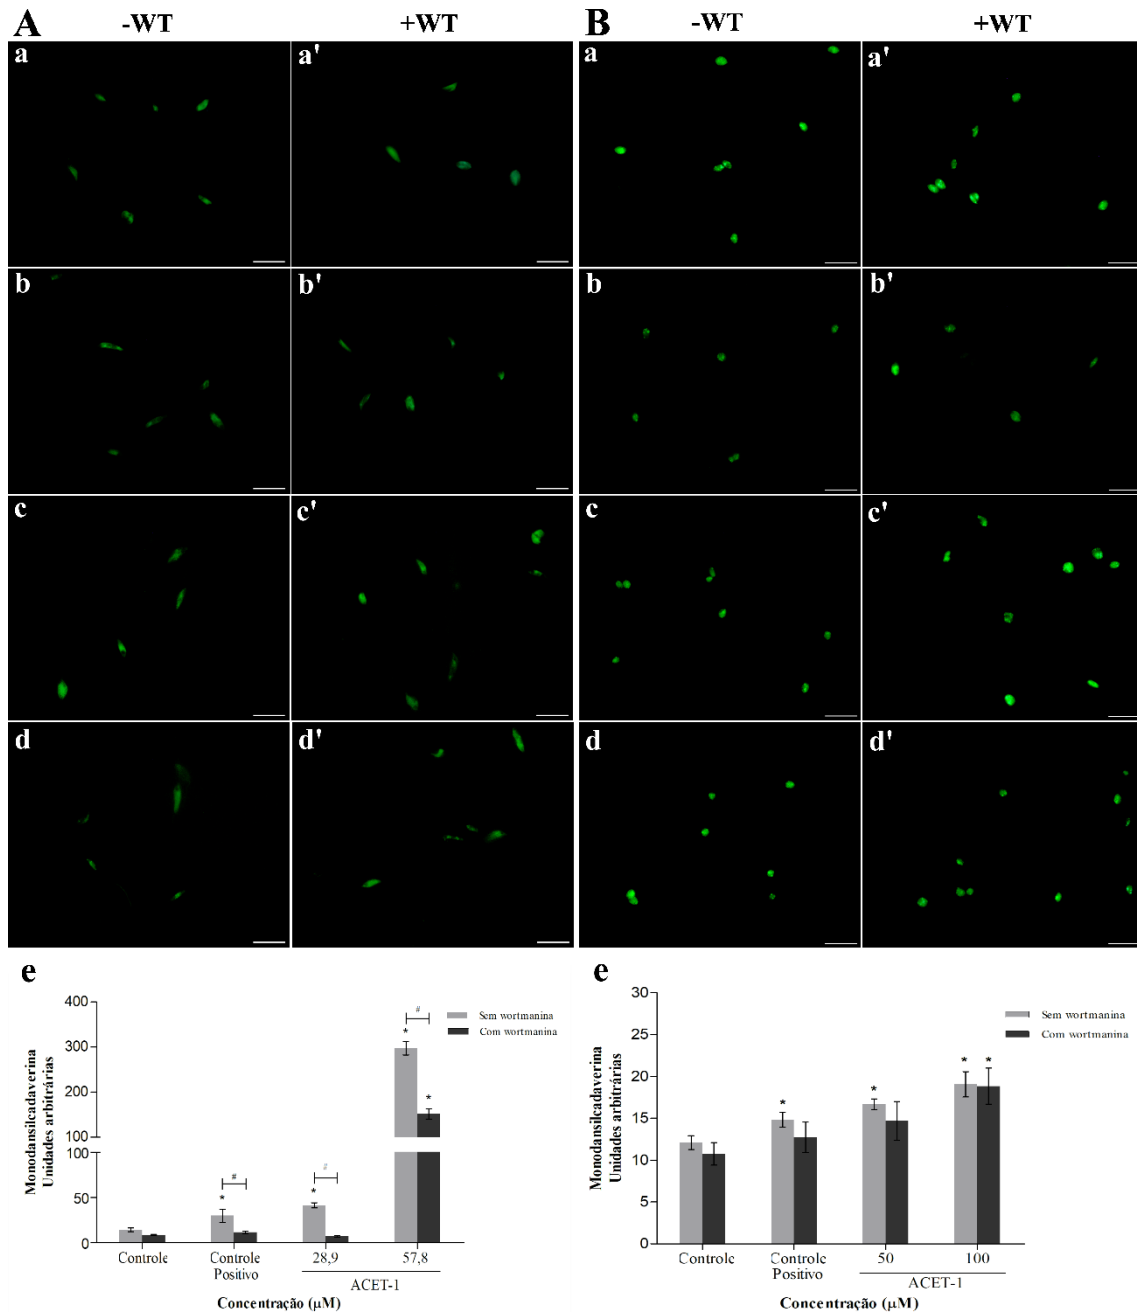 A
-WT
+WT
B
-WT
+WT
a
a'
a
a'
b
b'
b
b'
c
c'
c
c'
d
d'
d
d'
e
Monodansilcadaverina
Unidades arbitrárias
400
300
200
100
100
50
0
Sem wortmanina
Com wortmanina
*
#
*
#
*
#
*
Controle
Controle
Positivo
28,9
57,8
ACET-1
Concentração (µM)
e
Monodansilcadaverina
Unidades arbitrárias
30
25
20
15
10
5
0
Sem wortmanina
Com wortmanina
*
*
* *
Controle
Controle
Positivo
50
100
ACET-1
Concentração (µM)